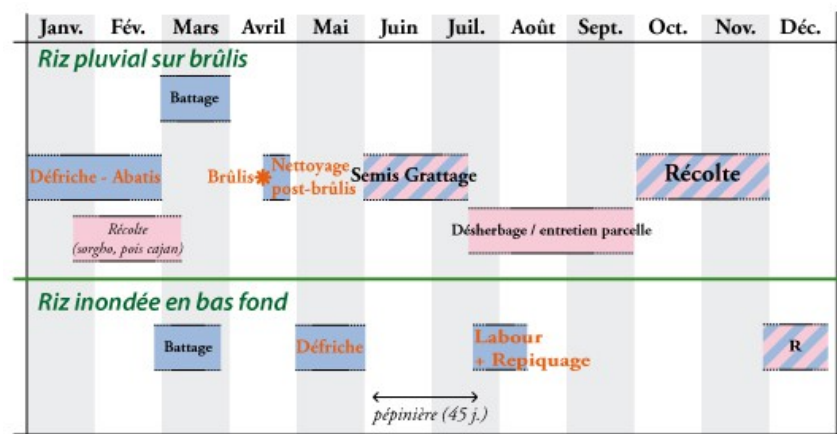 Janv. Fév. Mars Avril Mai Juin Juil. Août Sept. Oct. Nov. Déc.
Riz pluvial sur brûlis
Battage
Défriche - Abatis
Brûlis
Nettoyage
post-brûlis
Semis Grattage
Récolte
Récolte
(sorgho, pois cajan)
Désherbage / entretien parcelle
Riz inondée en bas fond
Battage
Défriche
Labour
+ Repiquage
R
pépinière (45 j.)